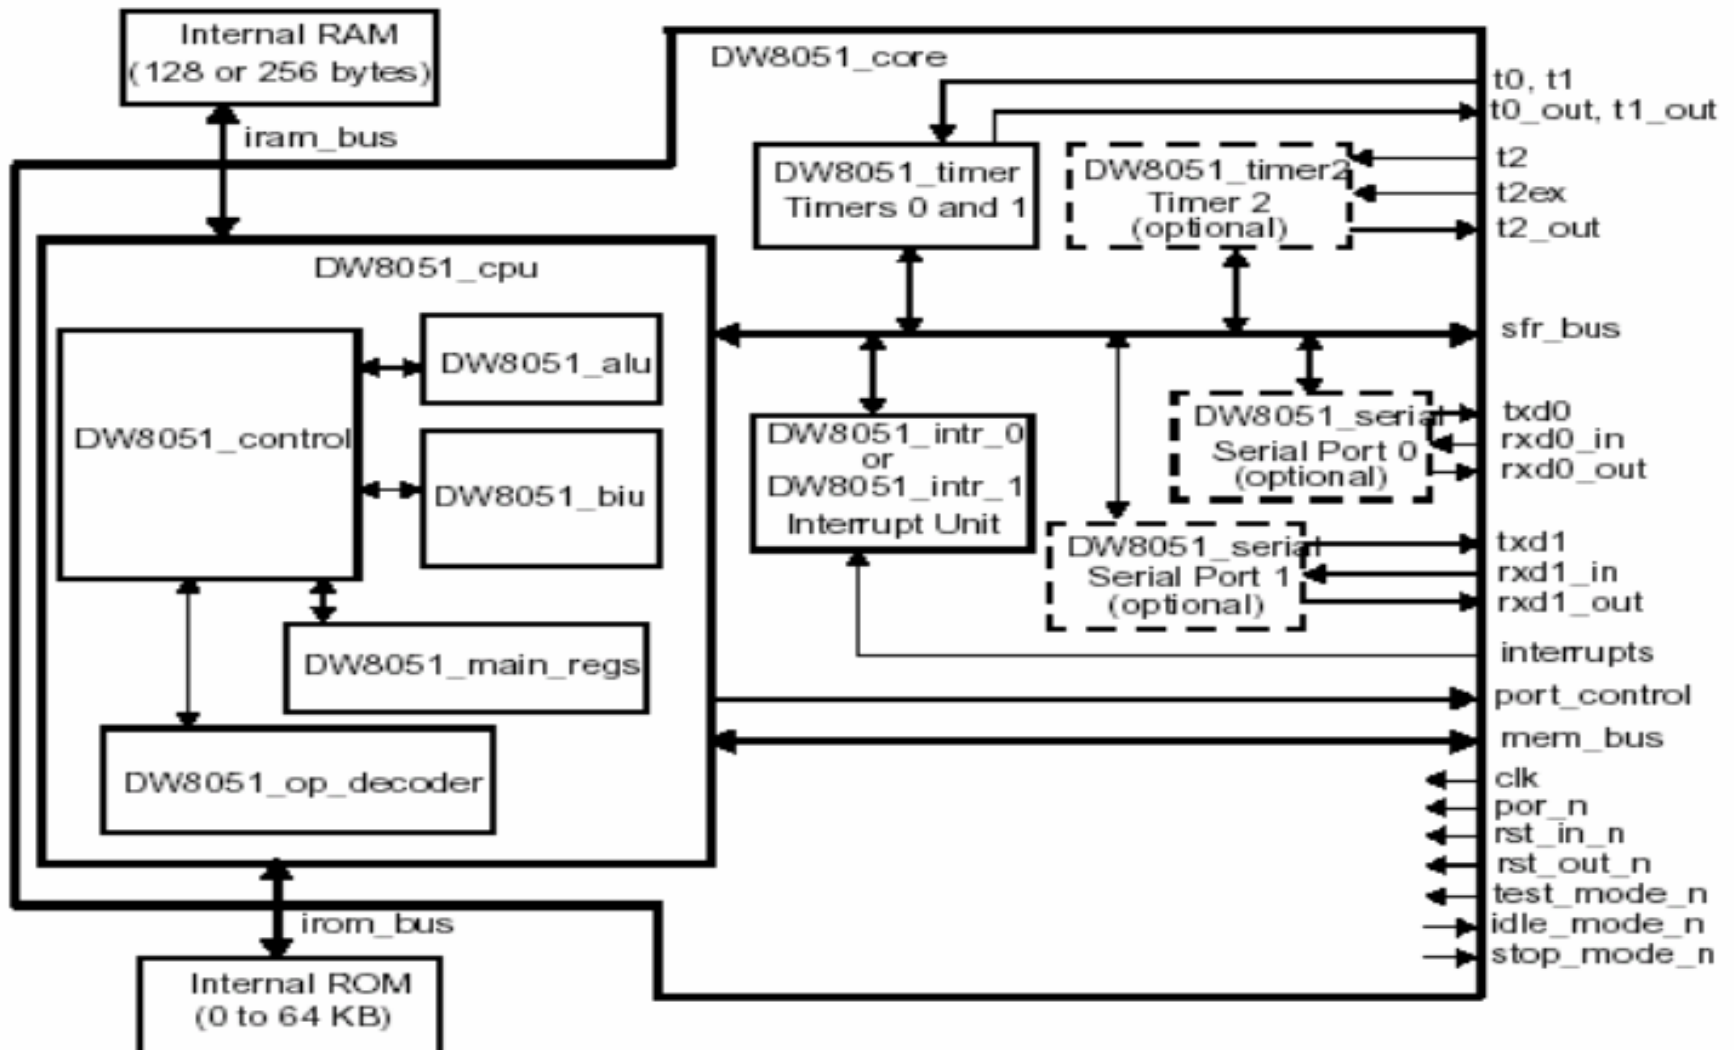 Internal RAM
(128 or 256 bytes)
iram_bus
DW8051_core
t0, t1
t0_out, t1_out
DW8051_timer
Timers 0 and 1
DW8051_timer2
Timer 2
(optional)
t2
t2ex
t2_out
DW8051_cpu
sfr_bus
DW8051_control
DW8051_alu
DW8051_biu
DW8051_main_regs
DW8051_op_decoder
DW8051_intr_0
or
DW8051_intr_1
Interrupt Unit
DW8051_serial
Serial Port 0
(optional)
txd0
rxd0_in
rxd0_out
DW8051_serial
Serial Port 1
(optional)
txd1
rxd1_in
rxd1_out
interrupts
port_control
mem_bus
clk
por_n
rst_in_n
rst_out_n
test_mode_n
idle_mode_n
stop_mode_n
irom_bus
Internal ROM
(0 to 64 KB)